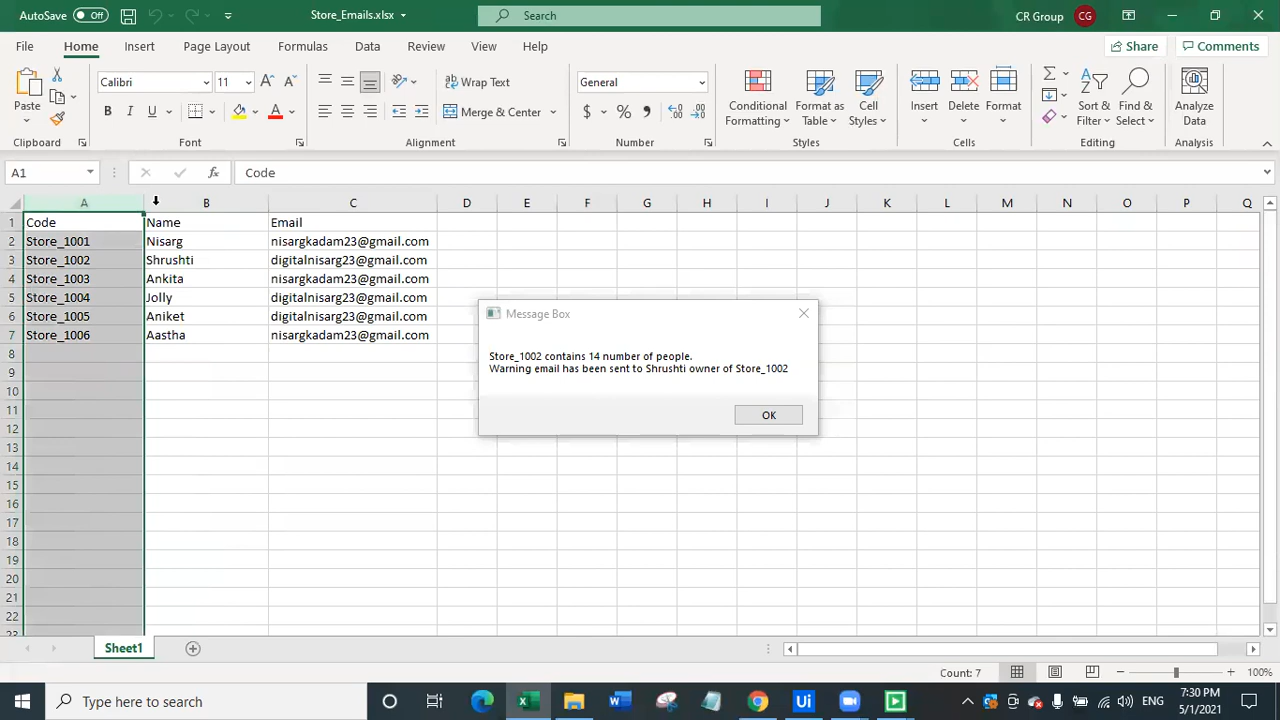 AutoSave Off Store_Emails.xlsx Search CR Group CG
File Home Insert Page Layout Formulas Data Review View Help Share Comments
Paste Calibri 11 B I U A Wrap Text Merge & Center General $ % Conditional Formatting Format as Table Cell Styles Insert Delete Format Sort & Filter Find & Select Analyze Data
Clipboard Font Alignment Number Styles Cells Editing Analysis
A1 fx Code
A B C D E F G H I J K L M N O P Q
1 Code Name Email
2 Store_1001 Nisarg nisargkadam23@gmail.com
3 Store_1002 Shrushti digitalnisarg23@gmail.com
4 Store_1003 Ankita nisargkadam23@gmail.com
5 Store_1004 Jolly digitalnisarg23@gmail.com
6 Store_1005 Aniket digitalnisarg23@gmail.com
7 Store_1006 Aastha nisargkadam23@gmail.com
8
9
10
11
12
13
14
15
16
17
18
19
20
21
22
23
Message Box
Store_1002 contains 14 number of people.
Warning email has been sent to Shrushti owner of Store_1002
OK
Sheet1
Count: 7 100%
Type here to search Ui ENG 7:30 PM
5/1/2021